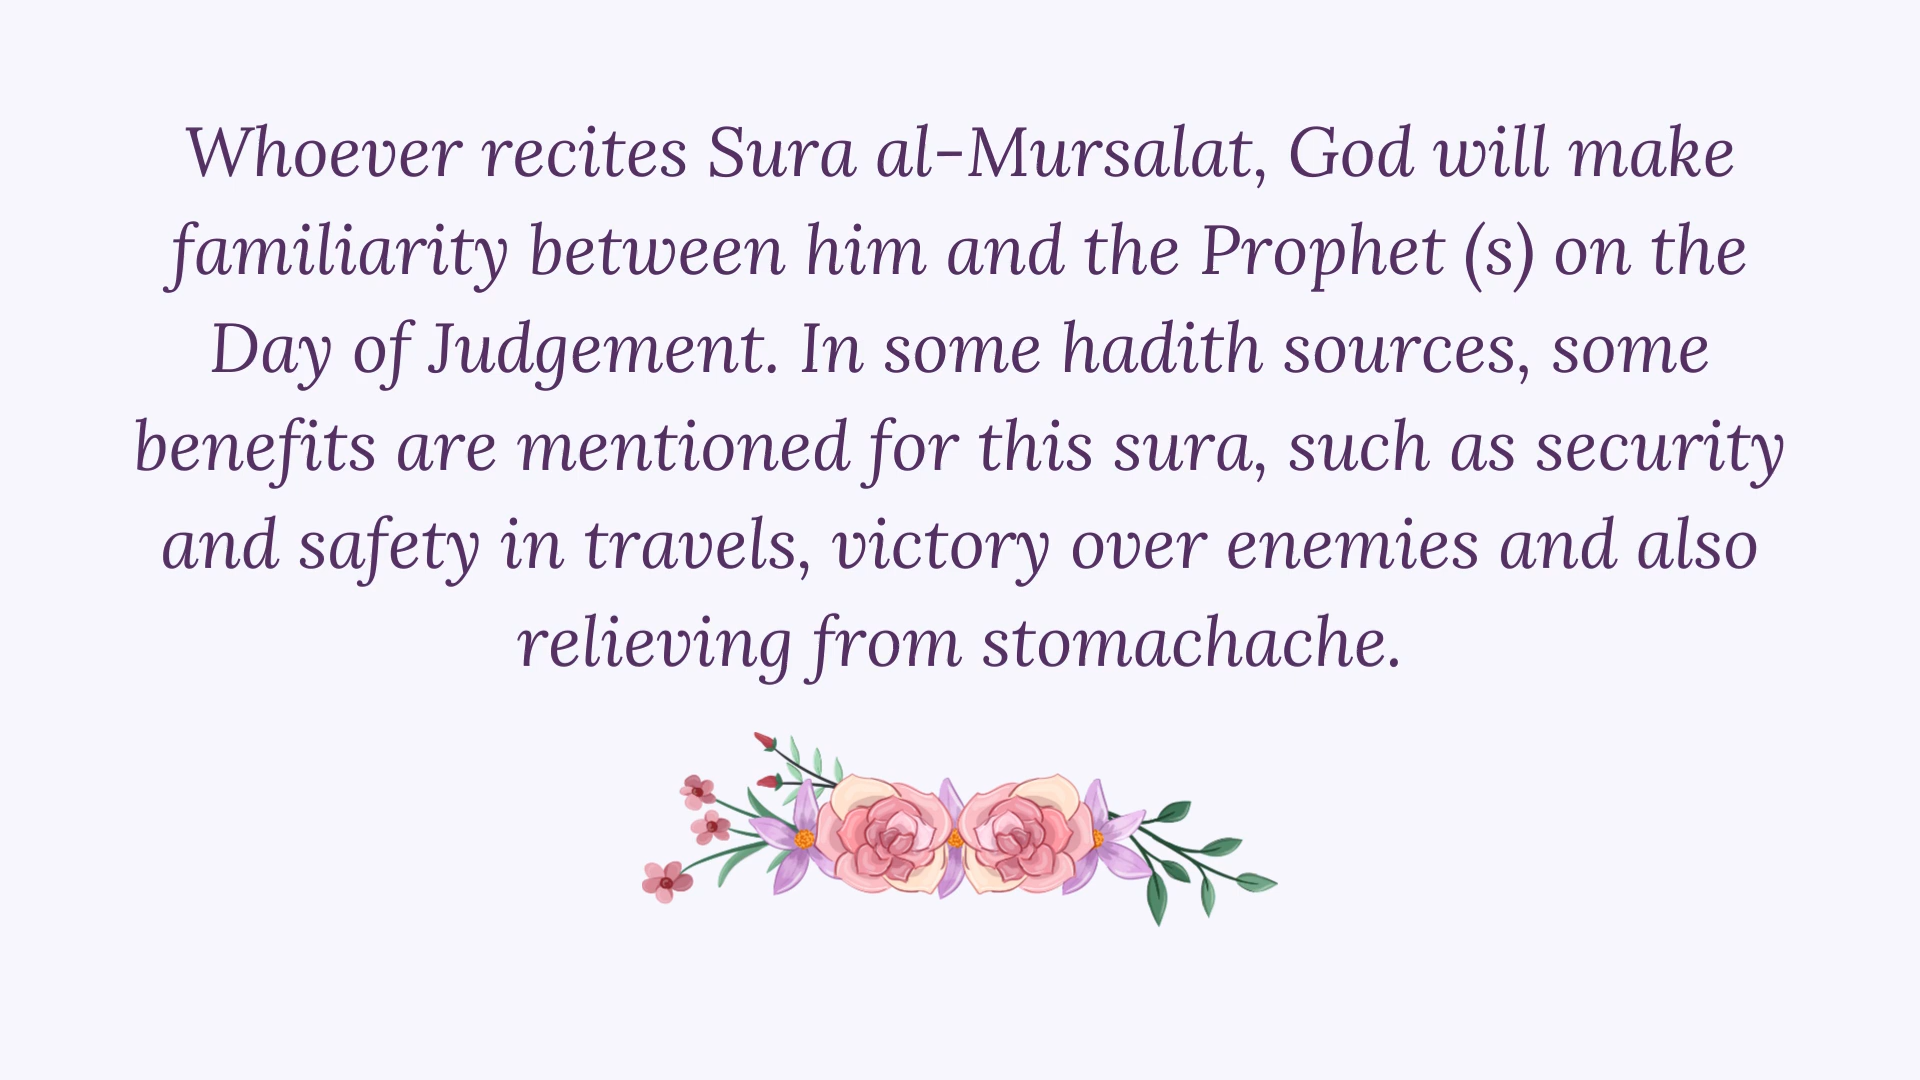 Whoever recites Sura al-Mursalat, God will make
familiarity between him and the Prophet (s) on the
Day of Judgement. In some hadith sources, some
benefits are mentioned for this sura, such as security
and safety in travels, victory over enemies and also
relieving from stomachache.